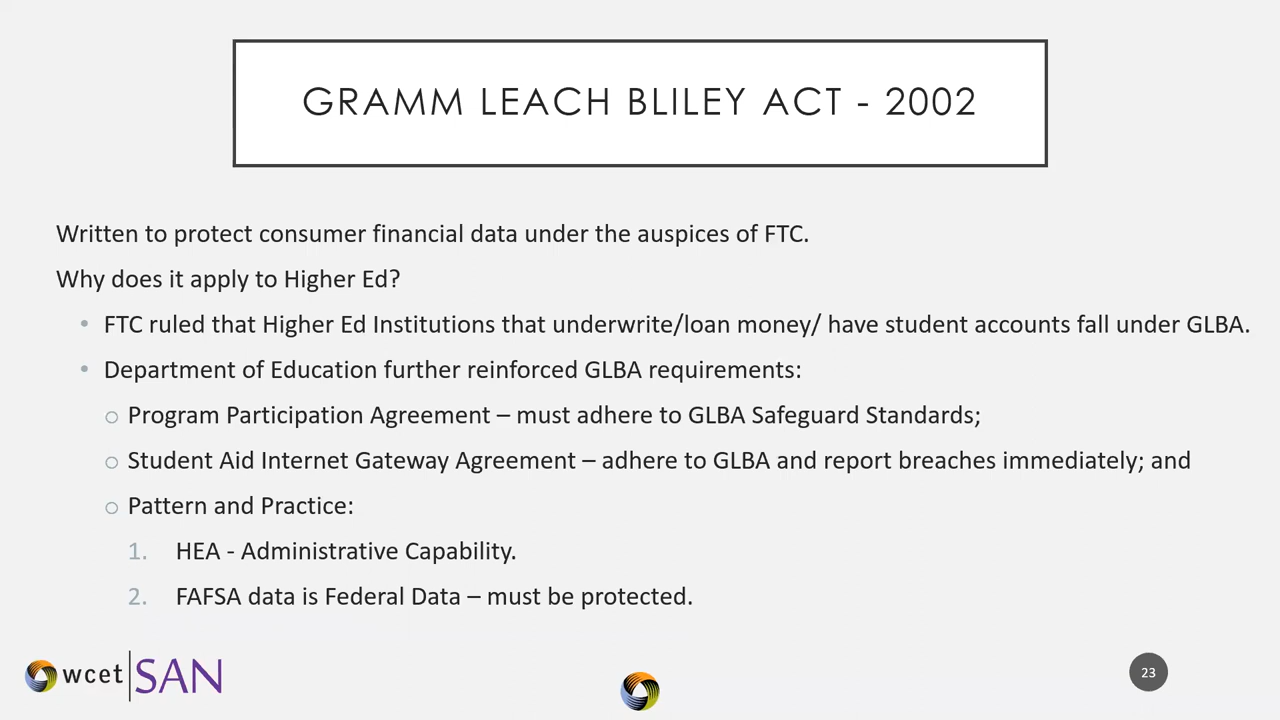 GRAMM LEACH BLILEY ACT - 2002
Written to protect consumer financial data under the auspices of FTC.
Why does it apply to Higher Ed?
• FTC ruled that Higher Ed Institutions that underwrite/loan money/ have student accounts fall under GLBA.
• Department of Education further reinforced GLBA requirements:
o Program Participation Agreement – must adhere to GLBA Safeguard Standards;
o Student Aid Internet Gateway Agreement – adhere to GLBA and report breaches immediately; and
o Pattern and Practice:
1. HEA - Administrative Capability.
2. FAFSA data is Federal Data – must be protected.
wcet SAN
23